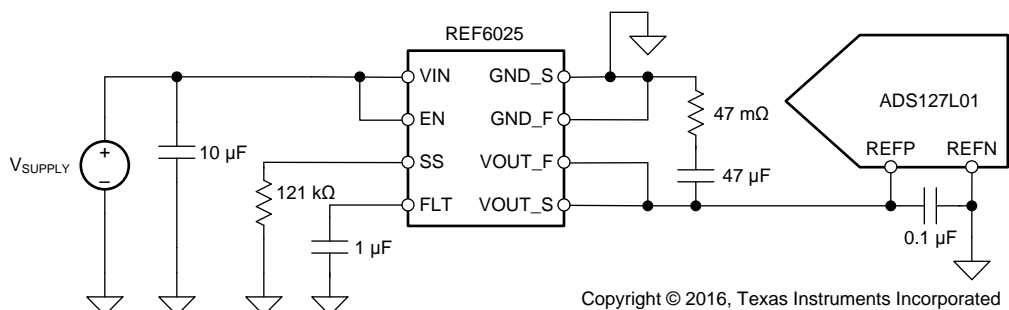 REF6025
VIN
GND_S
EN
GND_F
SS
VOUT_F
FLT
VOUT_S
V_SUPPLY
+
−
10 µF
121 kΩ
1 µF
47 mΩ
47 µF
ADS127L01
REFP
REFN
0.1 µF
Copyright © 2016, Texas Instruments Incorporated